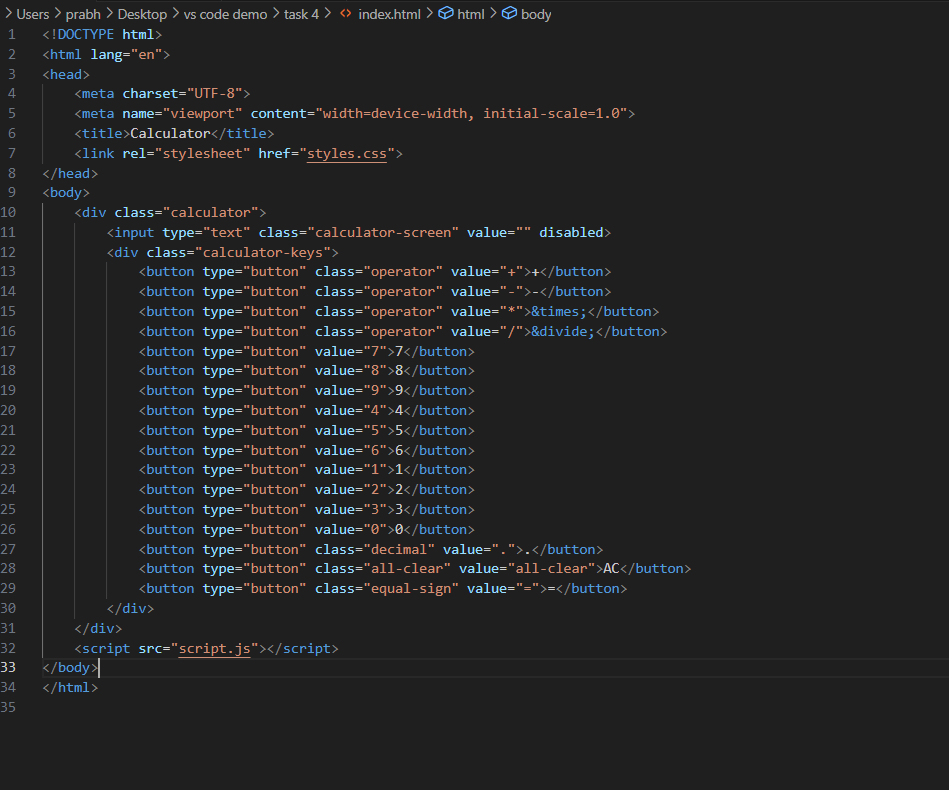 > Users > prabh > Desktop > vs code demo > task 4 > <> index.html > html > body
1 <!DOCTYPE html>
2 <html lang="en">
3 <head>
4     <meta charset="UTF-8">
5     <meta name="viewport" content="width=device-width, initial-scale=1.0">
6     <title>Calculator</title>
7     <link rel="stylesheet" href="styles.css">
8 </head>
9 <body>
10     <div class="calculator">
11         <input type="text" class="calculator-screen" value="" disabled>
12         <div class="calculator-keys">
13             <button type="button" class="operator" value="+">+</button>
14             <button type="button" class="operator" value="-">-</button>
15             <button type="button" class="operator" value="*">&times;</button>
16             <button type="button" class="operator" value="/">&divide;</button>
17             <button type="button" value="7">7</button>
18             <button type="button" value="8">8</button>
19             <button type="button" value="9">9</button>
20             <button type="button" value="4">4</button>
21             <button type="button" value="5">5</button>
22             <button type="button" value="6">6</button>
23             <button type="button" value="1">1</button>
24             <button type="button" value="2">2</button>
25             <button type="button" value="3">3</button>
26             <button type="button" value="0">0</button>
27             <button type="button" class="decimal" value=".">.</button>
28             <button type="button" class="all-clear" value="all-clear">AC</button>
29             <button type="button" class="equal-sign" value="=">=</button>
30         </div>
31     </div>
32     <script src="script.js"></script>
33 </body>
34 </html>
35